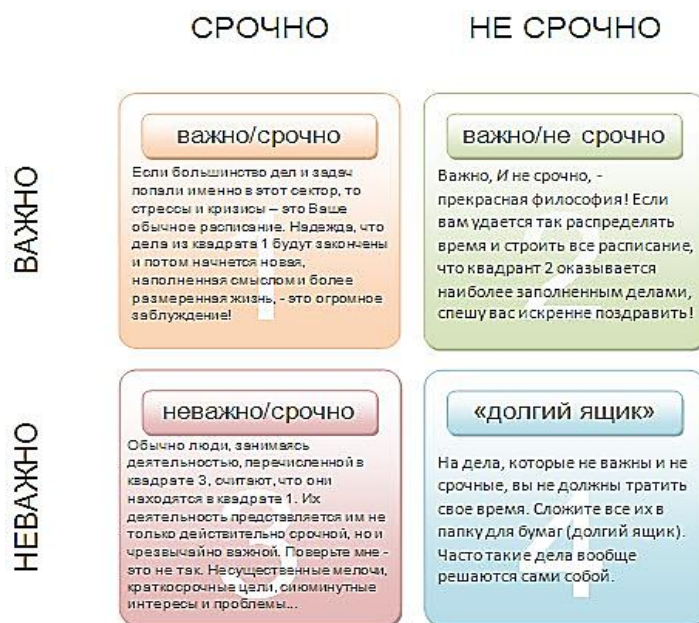 СРОЧНО
НЕ СРОЧНО
ВАЖНО
важно/срочно
Если большинство дел и задач
попали именно в этот сектор, то
стрессы и кризисы – это Ваше
обычное расписание. Надежда, что
дела из квадрата 1 будут закончены
и потом начнется новая,
наполненная смыслом и более
размеренная жизнь, - это огромное
заблуждение!
1
важно/не срочно
Важно, И не срочно, -
прекрасная философия! Если
вам удается так распределять
время и строить все расписание,
что квадрант 2 оказывается
наиболее заполненным делами,
спешу вас искренне поздравить!
2
НЕВАЖНО
неважно/срочно
Обычно люди, занимаясь
деятельностью, перечисленной в
квадрате 3, считают, что они
находятся в квадрате 1. Их
деятельность представляется им не
только действительно срочной, но и
чрезвычайно важной. Поверьте мне -
это не так. Несущественные мелочи,
краткосрочные цели, сиюминутные
интересы и проблемы...
3
«долгий ящик»
На дела, которые не важны и не
срочные, вы не должны тратить
свое время. Сложите все их в
папку для бумаг (долгий ящик).
Часто такие дела вообще
решаются сами собой.
4